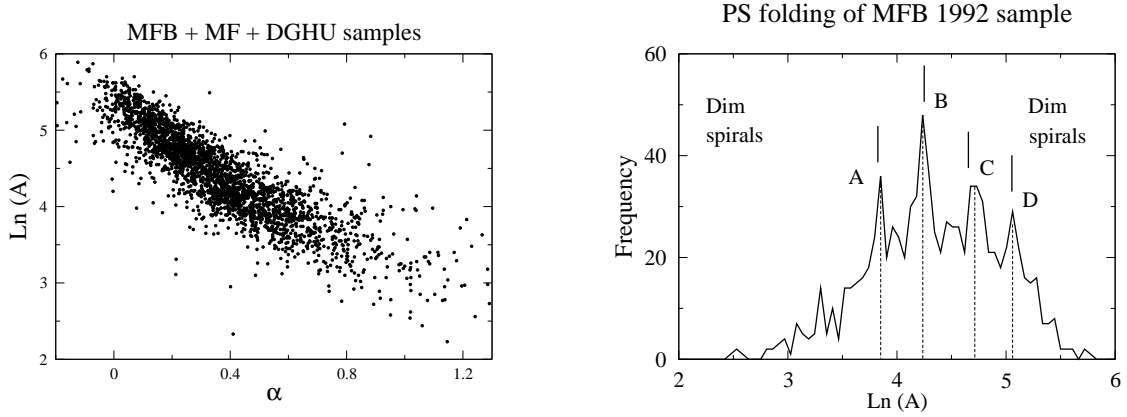 MFB + MF + DGHU samples
6
5
4
3
2
Ln (A)
0
0.4
0.8
1.2
α
PS folding of MFB 1992 sample
60
40
20
0
Frequency
Dim
spirals
Dim
spirals
A
B
C
D
2
3
4
5
6
Ln (A)